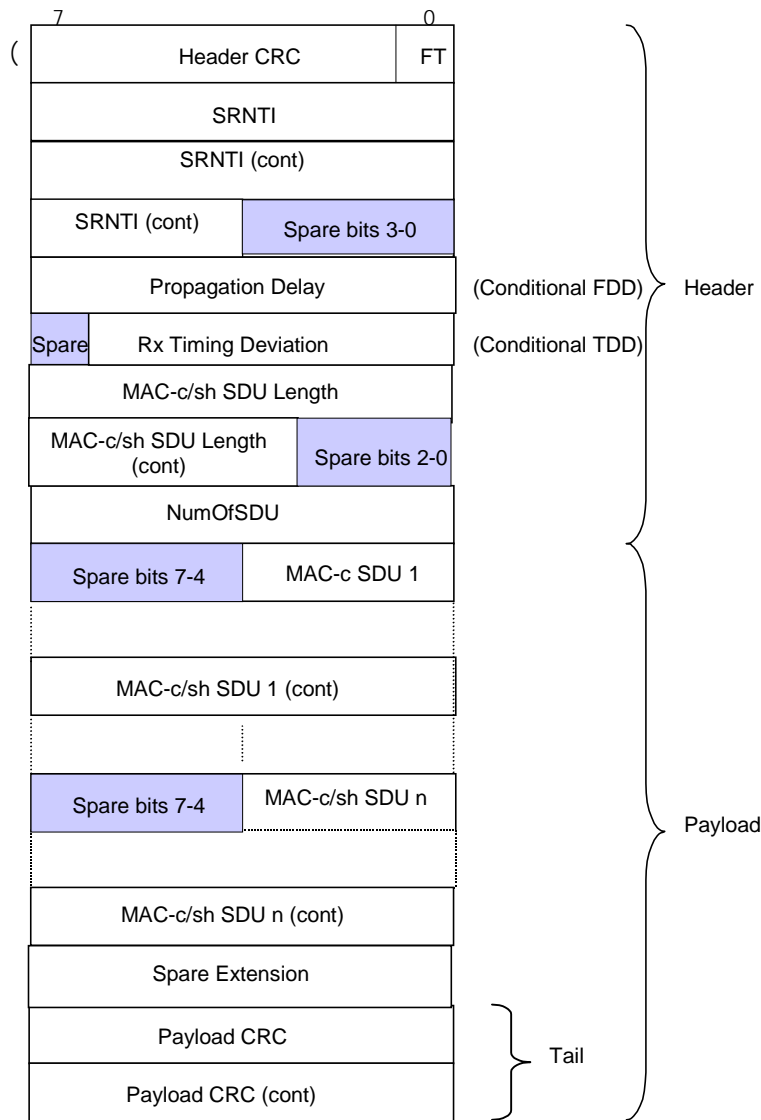 7 0
( Header CRC FT
SRNTI
SRNTI (cont)
SRNTI (cont) Spare bits 3-0
Propagation Delay (Conditional FDD) Header
Spare Rx Timing Deviation (Conditional TDD)
MAC-c/sh SDU Length
MAC-c/sh SDU Length
(cont) Spare bits 2-0
NumOfSDU
Spare bits 7-4 MAC-c SDU 1
MAC-c/sh SDU 1 (cont)
Spare bits 7-4 MAC-c/sh SDU n
Payload
MAC-c/sh SDU n (cont)
Spare Extension
Payload CRC
Tail
Payload CRC (cont)